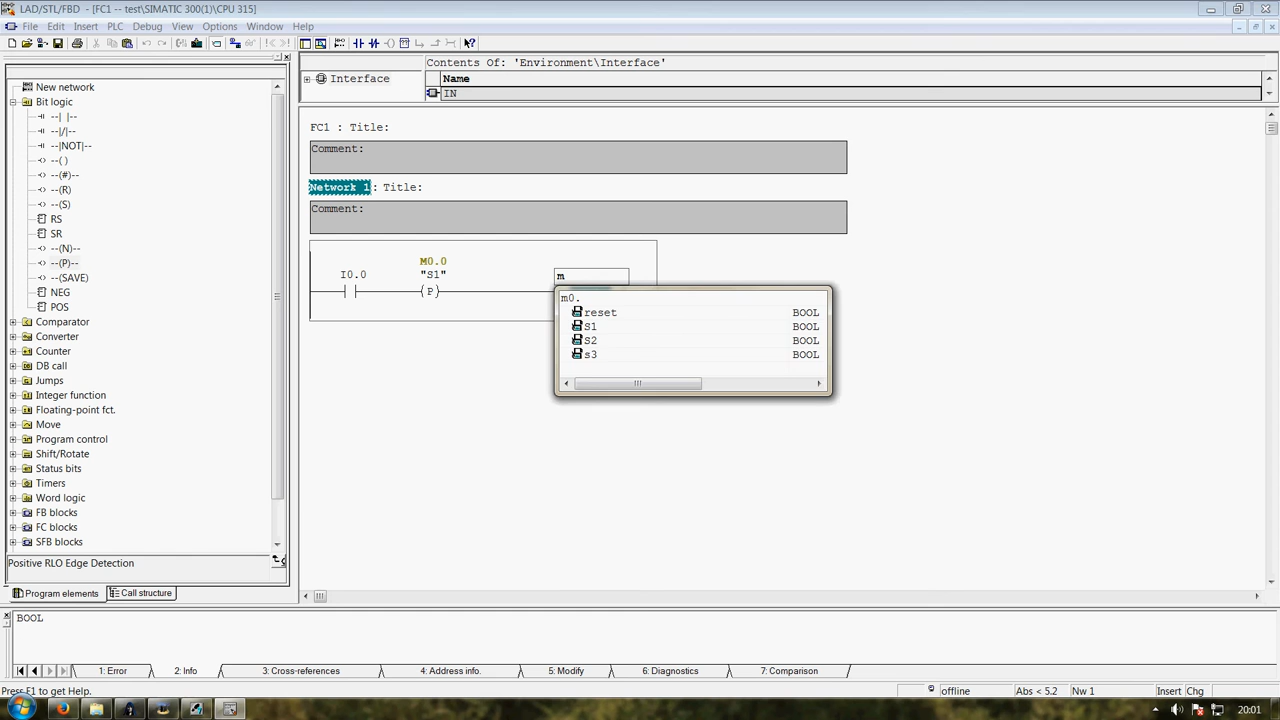 LAD/STL/FBD - [FC1 -- test\SIMATIC 300(1)\CPU 315]
File Edit Insert PLC Debug View Options Window Help
New network
Bit logic
--| |--
--|/|--
--|NOT|--
--( )
--(#)--
--(R)
--(S)
RS
SR
--(N)--
--(P)--
--(SAVE)
NEG
POS
Comparator
Converter
Counter
DB call
Jumps
Integer function
Floating-point fct.
Move
Program control
Shift/Rotate
Status bits
Timers
Word logic
FB blocks
FC blocks
SFB blocks
Positive RLO Edge Detection
Program elements Call structure
Contents Of: 'Environment\Interface'
Interface
Name
IN
FC1 : Title:
Comment:
Network 1: Title:
Comment:
M0.0
I0.0 "S1" m
(P)
m0.
reset BOOL
S1 BOOL
S2 BOOL
s3 BOOL
BOOL
1: Error 2: Info 3: Cross-references 4: Address info. 5: Modify 6: Diagnostics 7: Comparison
Press F1 to get Help. offline Abs < 5.2 Nw 1 Insert Chg
20:01